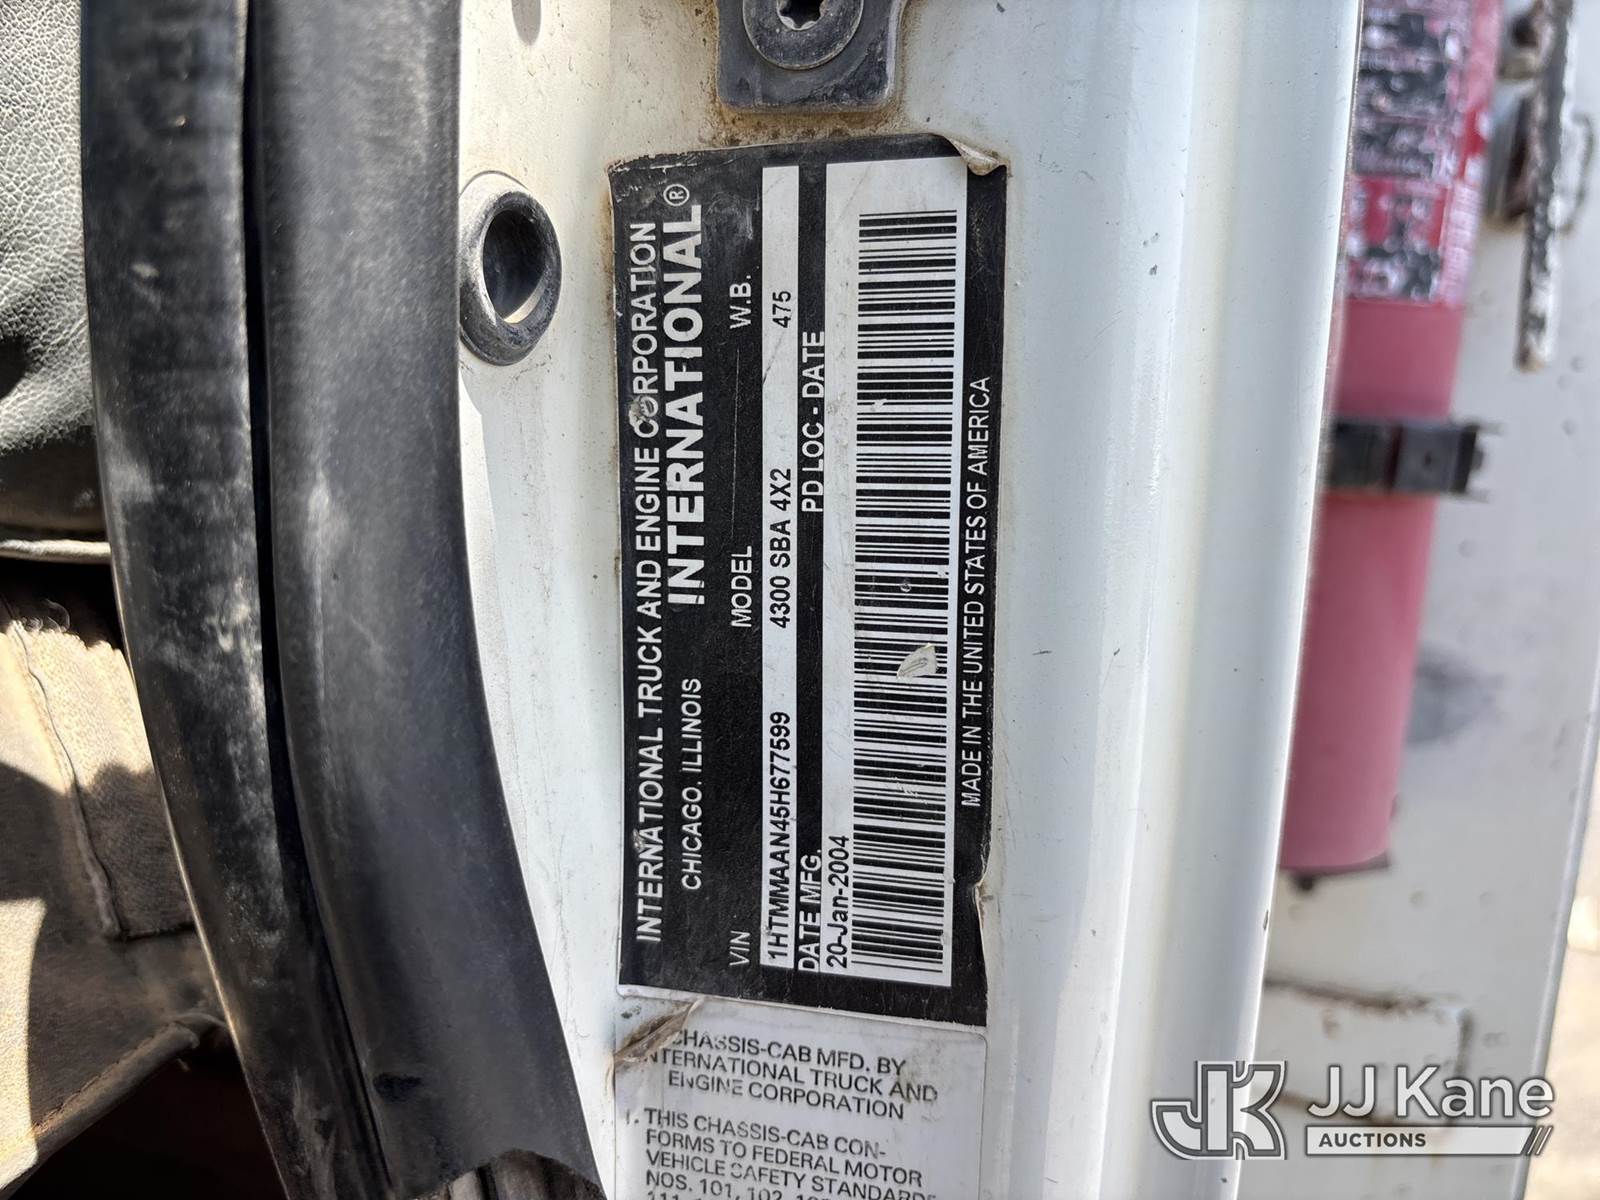 INTERNATIONAL TRUCK AND ENGINE CORPORATION
CHICAGO, ILLINOIS INTERNATIONAL®
VIN MODEL W.B.
1HTMMAAN45H677599 4300 SBA 4X2 475
DATE MFG. PD LOC - DATE
20-Jan-2004
MADE IN THE UNITED STATES OF AMERICA
CHASSIS-CAB MFD. BY
INTERNATIONAL TRUCK AND
ENGINE CORPORATION
1. THIS CHASSIS-CAB CON-
FORMS TO FEDERAL MOTOR
VEHICLE SAFETY STANDARDS
NOS. 101, 102,
JJ Kane
AUCTIONS